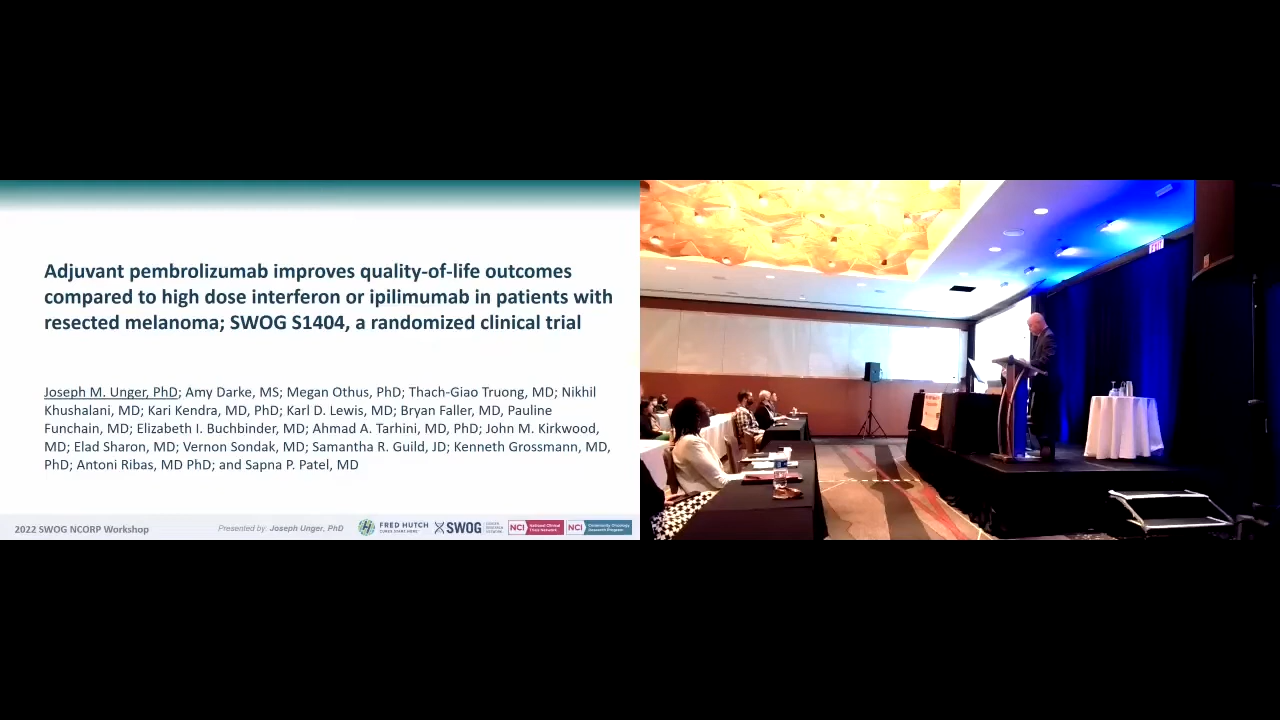 Adjuvant pembrolizumab improves quality-of-life outcomes
compared to high dose interferon or ipilimumab in patients with
resected melanoma; SWOG S1404, a randomized clinical trial
Joseph M. Unger, PhD; Amy Darke, MS; Megan Othus, PhD; Thach-Giao Truong, MD; Nikhil
Khushalani, MD; Kari Kendra, MD, PhD; Karl D. Lewis, MD; Bryan Faller, MD, Pauline
Funchain, MD; Elizabeth I. Buchbinder, MD; Ahmad A. Tarhini, MD, PhD; John M. Kirkwood,
MD; Elad Sharon, MD; Vernon Sondak, MD; Samantha R. Guild, JD; Kenneth Grossmann, MD,
PhD; Antoni Ribas, MD PhD; and Sapna P. Patel, MD
2022 SWOG NCORP Workshop
Presented by: Joseph Unger, PhD
FRED HUTCH
SWOG
NCI
NCI
EXIT